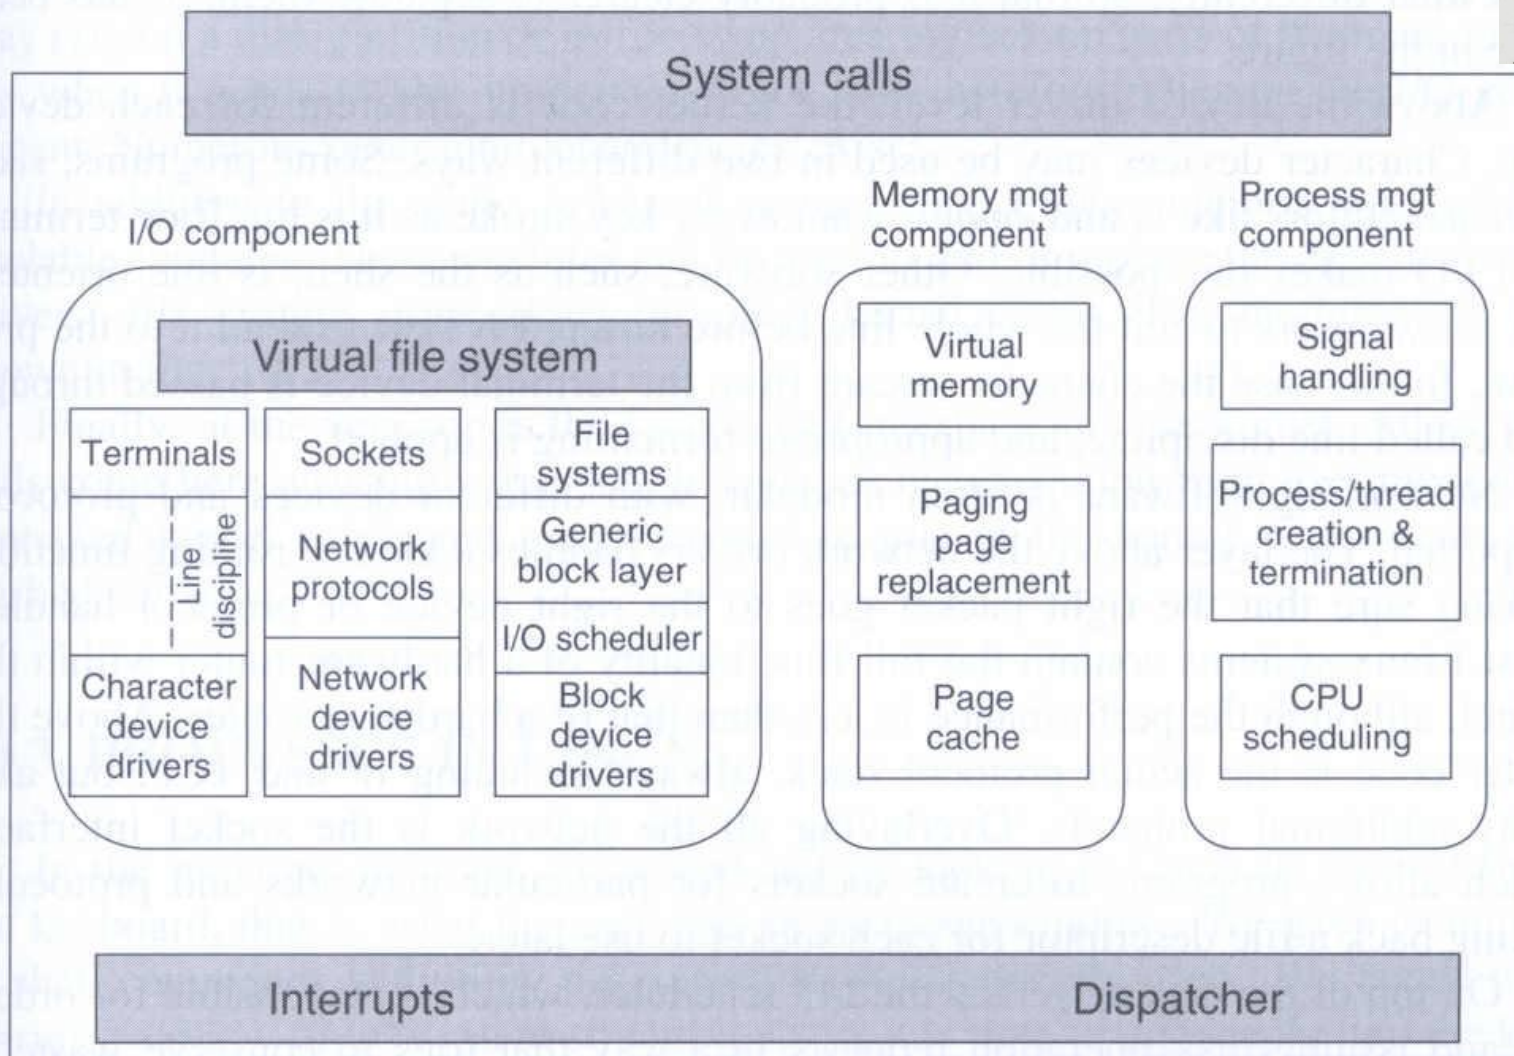 System calls
I/O component
Memory mgt
component
Process mgt
component
Virtual file system
Terminals
Line
discipline
Character
device
drivers
Sockets
Network
protocols
Network
device
drivers
File
systems
Generic
block layer
I/O scheduler
Block
device
drivers
Virtual
memory
Paging
page
replacement
Page
cache
Signal
handling
Process/thread
creation &
termination
CPU
scheduling
Interrupts
Dispatcher